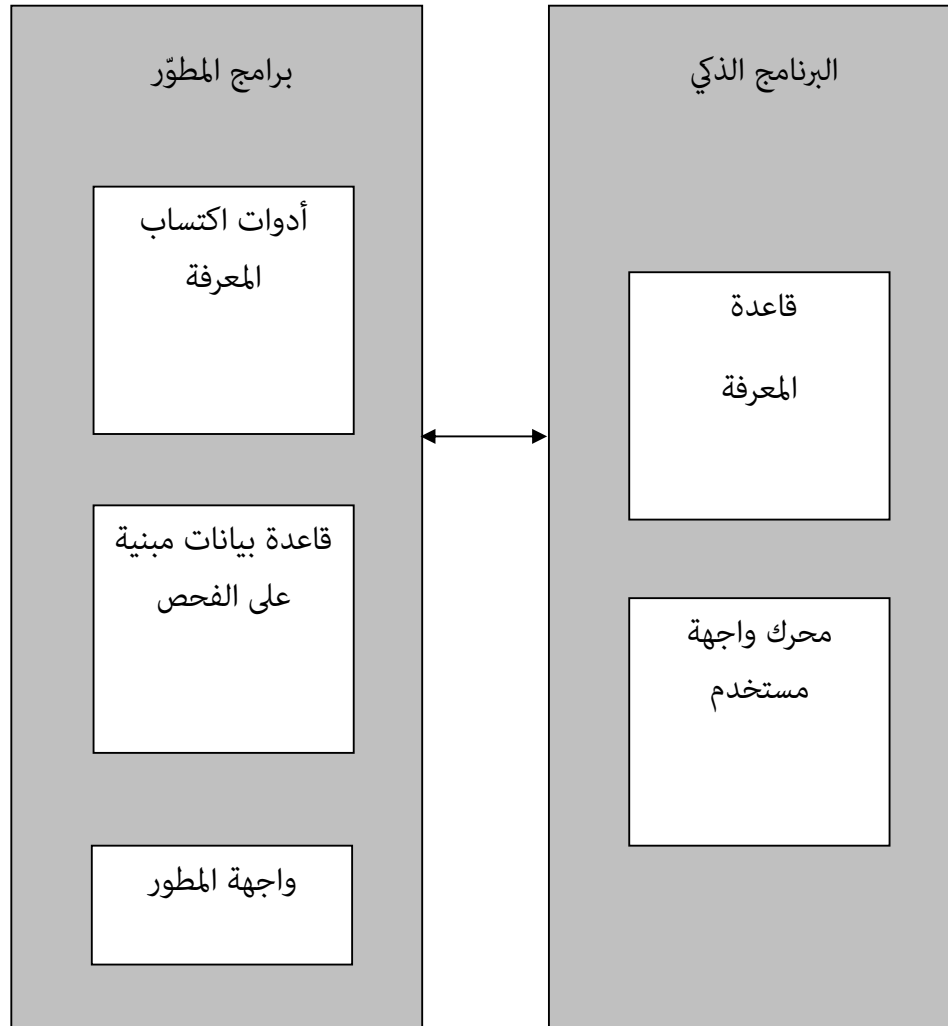 البرنامج الذكي
قاعدة
المعرفة
محرك واجهة
مستخدم
برامج المطوّر
أدوات اكتساب
المعرفة
قاعدة بيانات مبنية
على الفحص
واجهة المطور